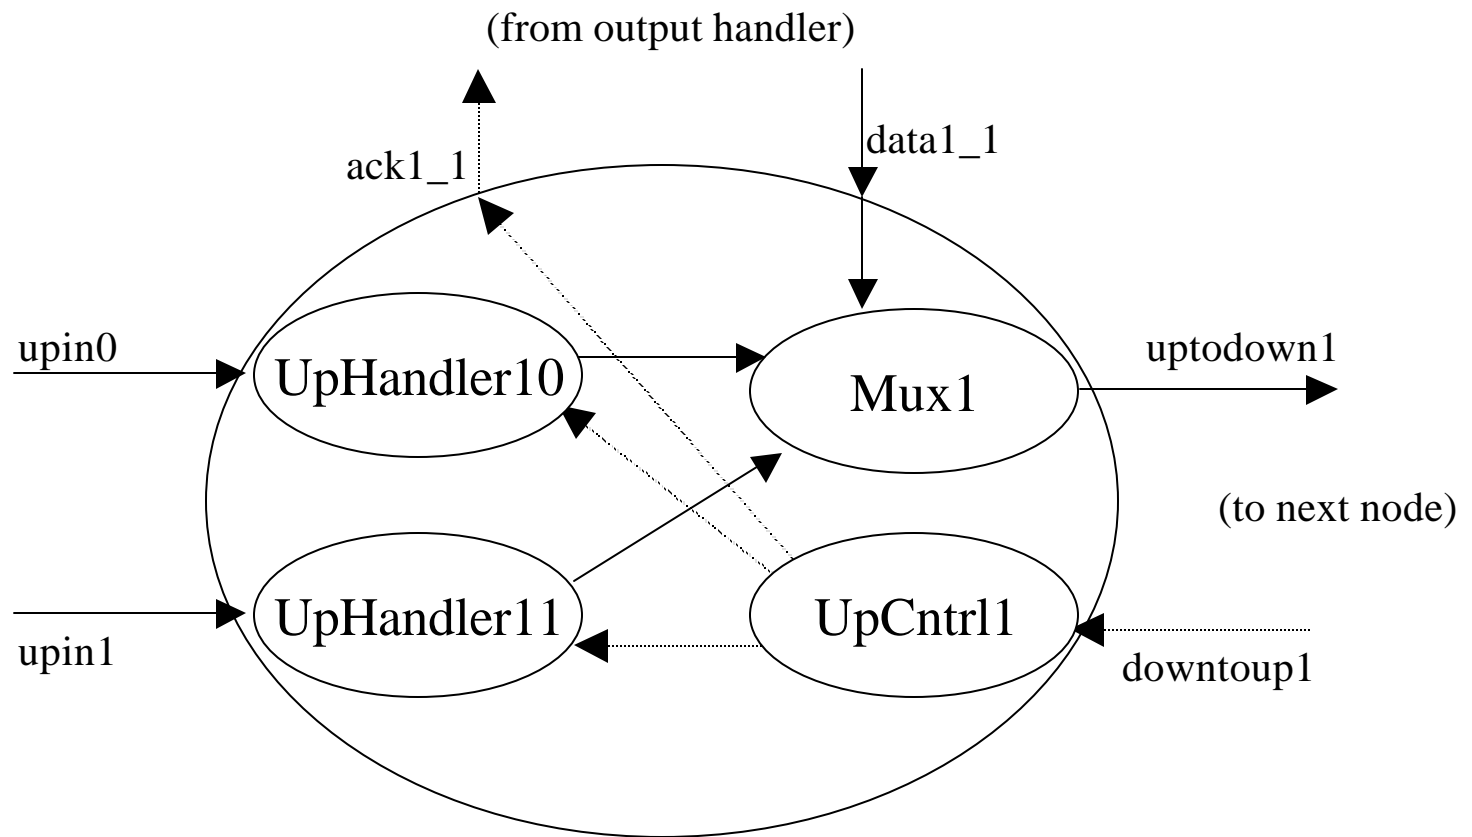 (from output handler)
data1_1
ack1_1
upin0
UpHandler10
Mux1
uptodown1
(to next node)
upin1
UpHandler11
UpCntrl1
downtoup1